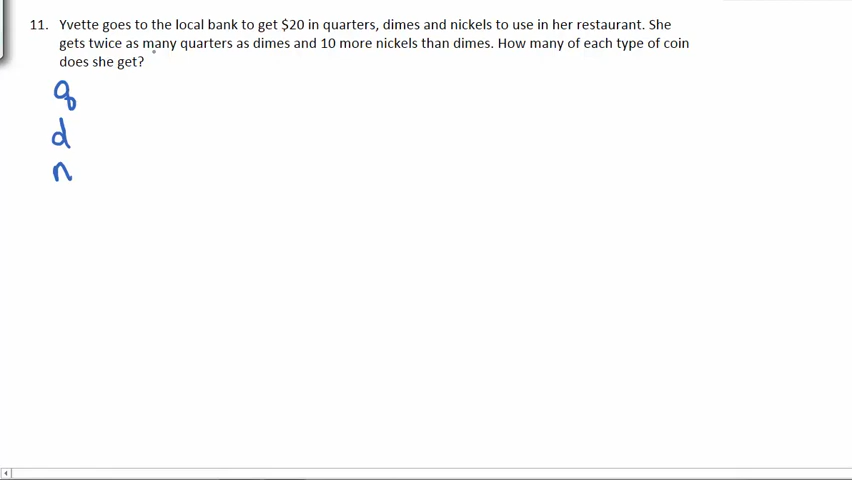 11. Yvette goes to the local bank to get $20 in quarters, dimes and nickels to use in her restaurant. She
gets twice as many quarters as dimes and 10 more nickels than dimes. How many of each type of coin
does she get?
q
d
n